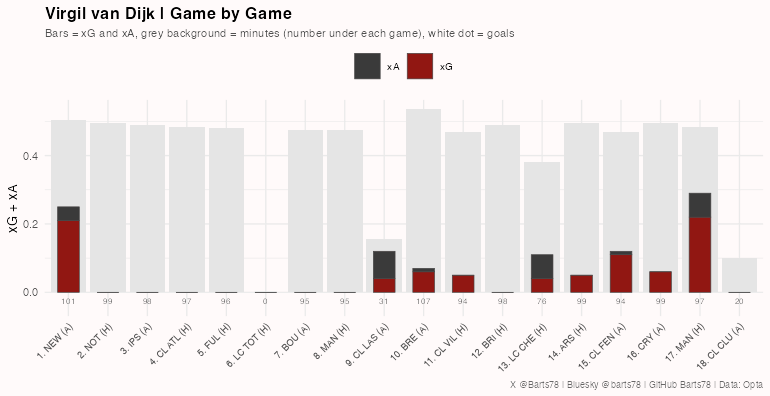 Virgil van Dijk | Game by Game
Bars = xG and xA, grey background = minutes (number under each game), white dot = goals
xA xG
xG + xA
0.4
0.2
0.0
101 99 98 97 96 0 95 95 31 107 94 98 76 99 94 99 97 20
1. NEW (A)
2. NOT (H)
3. IPS (A)
4. CL ATL (H)
5. FUL (H)
6. LC TOT (H)
7. BOU (A)
8. MAN (H)
9. CL LAS (A)
10. BRE (A)
11. CL VIL (H)
12. BRI (H)
13. LC CHE (H)
14. ARS (H)
15. CL FEN (A)
16. CRY (A)
17. MAN (H)
18. CL CLU (A)
X @Barts78 | Bluesky @barts78 | GitHub Barts78 | Data: Opta